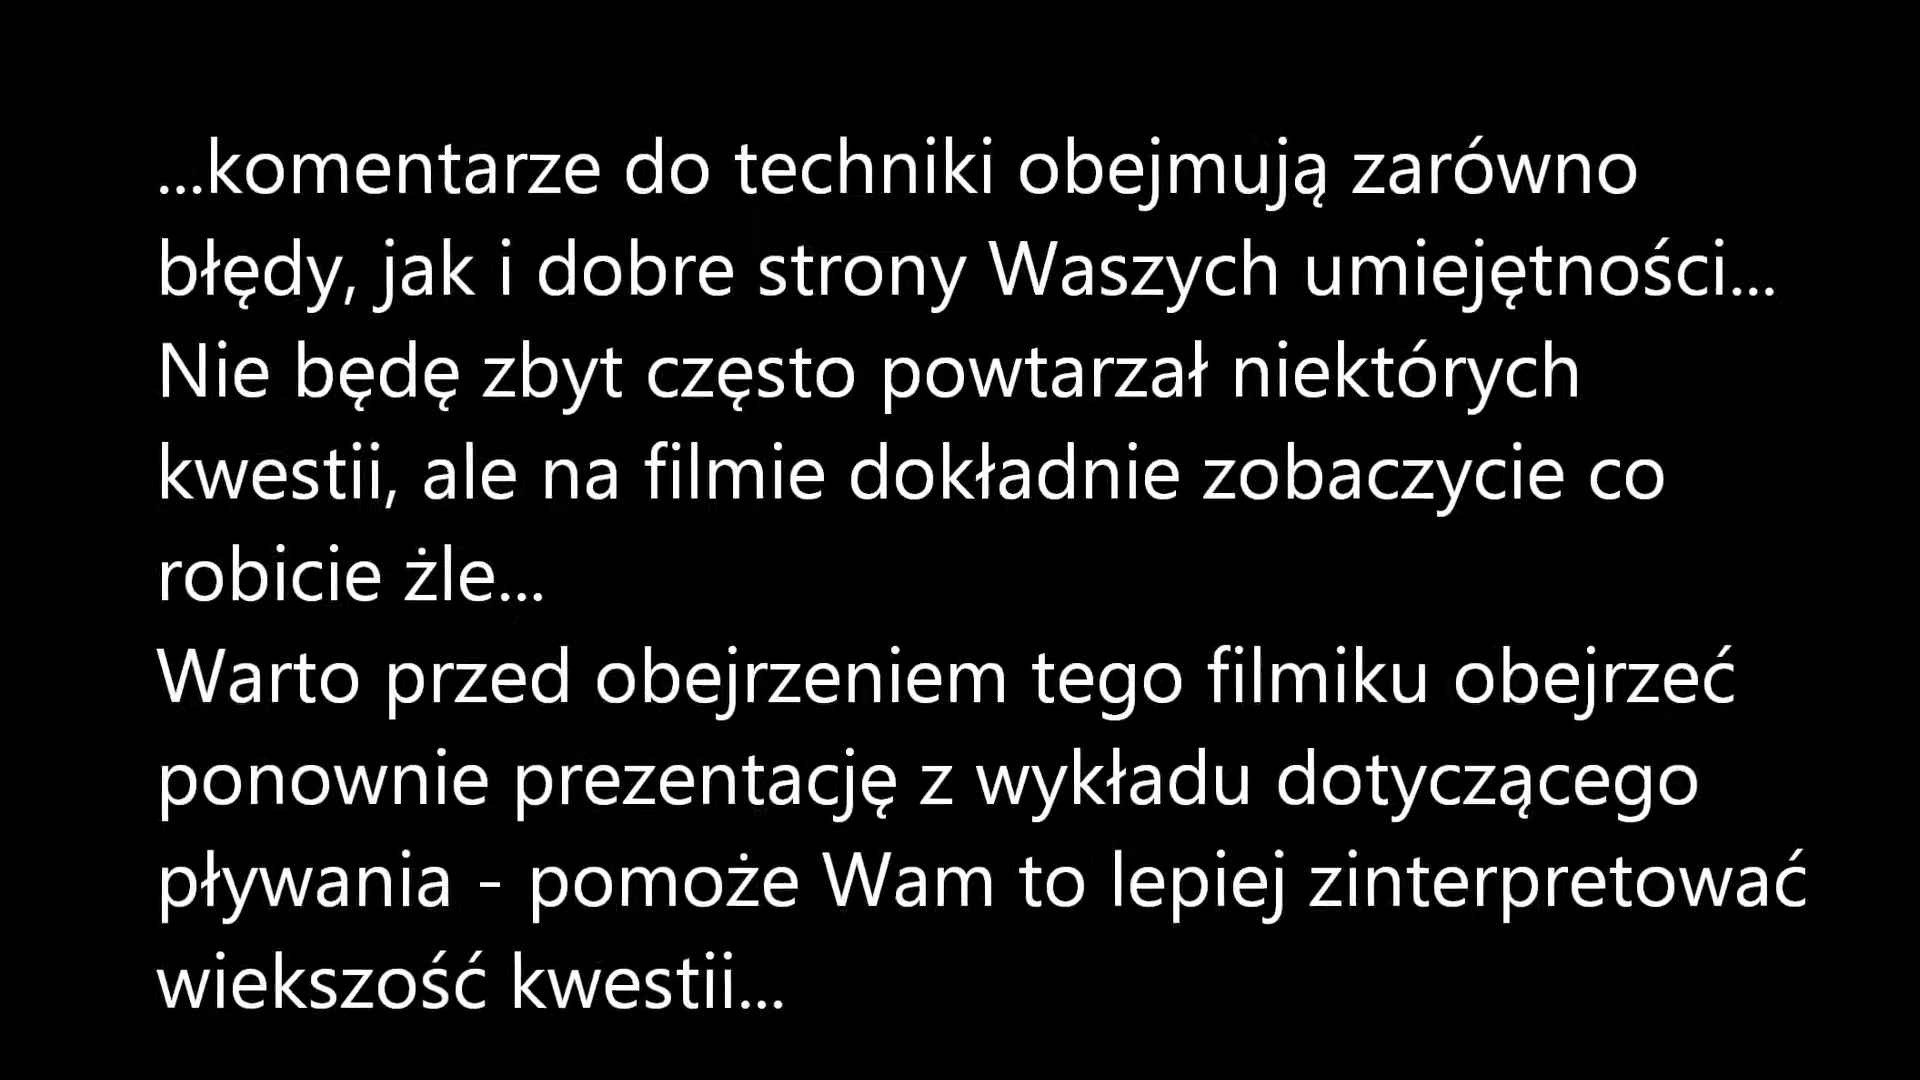 ...komentarze do techniki obejmują zarówno
błędy, jak i dobre strony Waszych umiejętności...
Nie będę zbyt często powtarzał niektórych
kwestii, ale na filmie dokładnie zobaczycie co
robicie żle...
Warto przed obejrzeniem tego filmiku obejrzeć
ponownie prezentację z wykładu dotyczącego
pływania - pomoże Wam to lepiej zinterpretować
wiekszość kwestii...